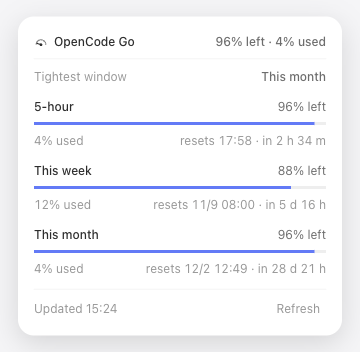 OpenCode Go 96% left · 4% used
Tightest window This month
5-hour 96% left
4% used resets 17:58 · in 2 h 34 m
This week 88% left
12% used resets 11/9 08:00 · in 5 d 16 h
This month 96% left
4% used resets 12/2 12:49 · in 28 d 21 h
Updated 15:24 Refresh